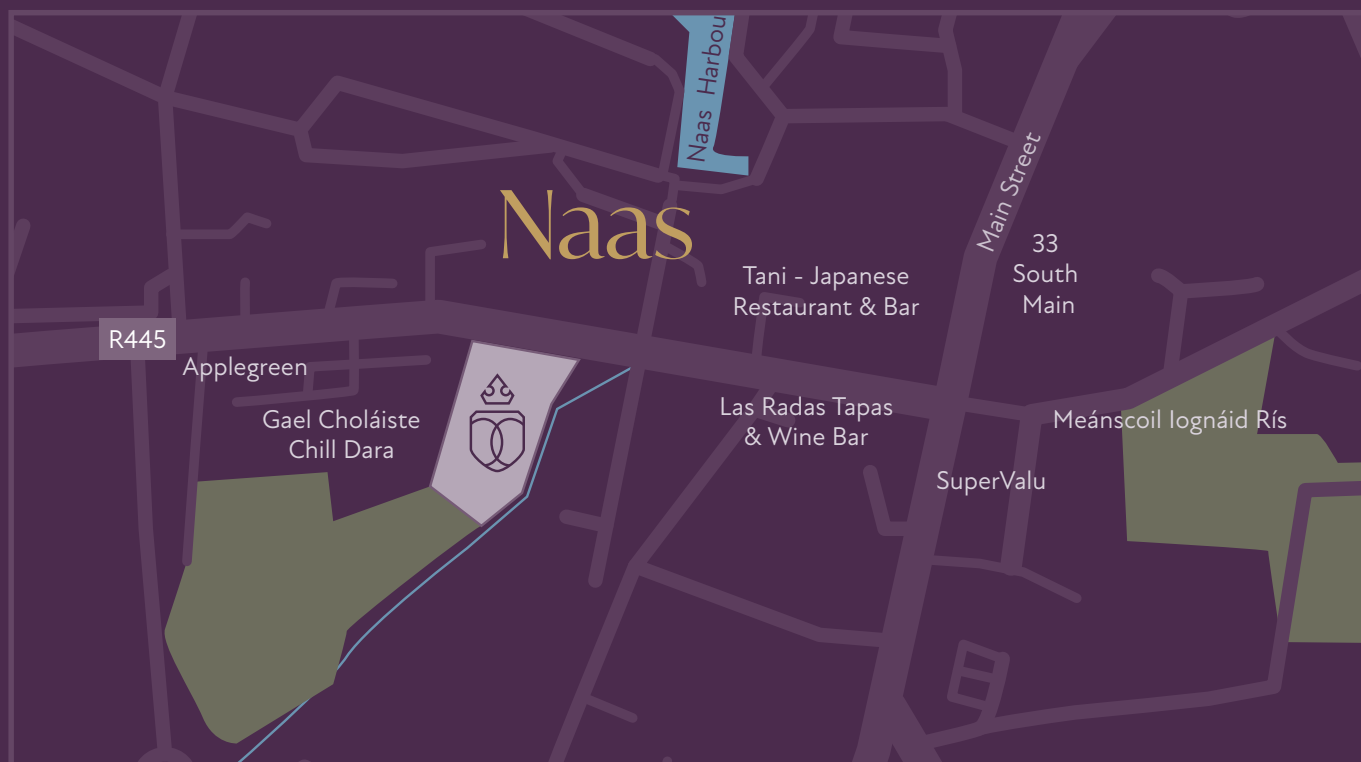 Naas Harbou
Naas
Main Street
33
South
Main
Tani - Japanese
Restaurant & Bar
R445
Applegreen
Gael Choláiste
Chill Dara
Las Radas Tapas
& Wine Bar
Meánscoil Iognáid Rís
SuperValu